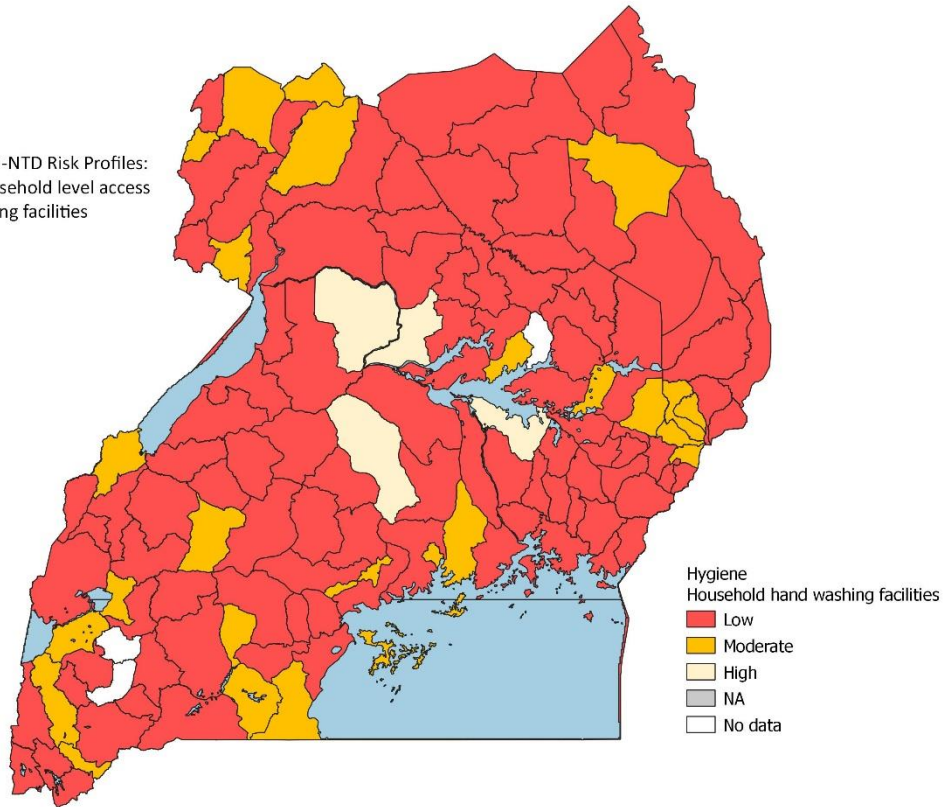 -NTD Risk Profiles:
sehold level access
ng facilities
Hygiene
Household hand washing facilities
Low
Moderate
High
NA
No data